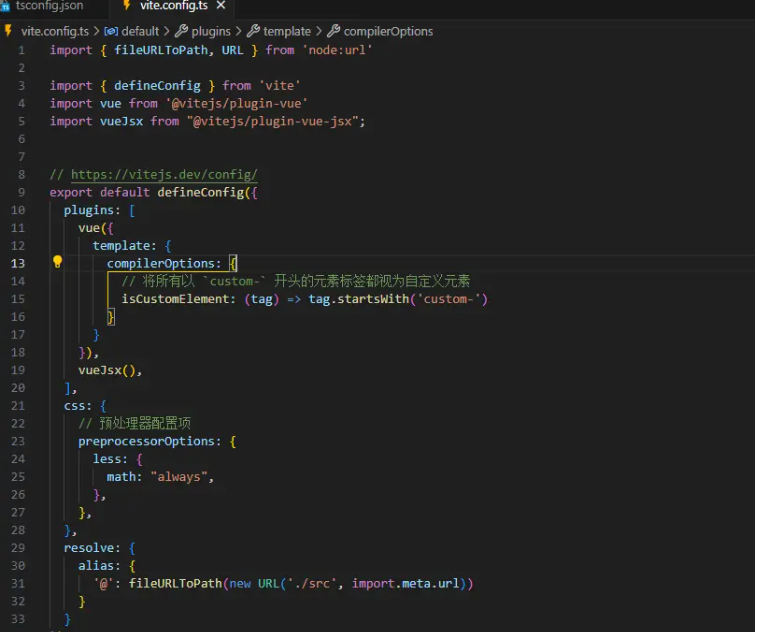 tsconfig.json vite.config.ts
vite.config.ts > default > plugins > template > compilerOptions
1 import { fileURLToPath, URL } from 'node:url'
2
3 import { defineConfig } from 'vite'
4 import vue from '@vitejs/plugin-vue'
5 import vueJsx from "@vitejs/plugin-vue-jsx";
6
7
8 // https://vitejs.dev/config/
9 export default defineConfig({
10 plugins: [
11 vue({
12 template: {
13 compilerOptions: {
14 // 将所有以 `custom-` 开头的元素标签都视为自定义元素
15 isCustomElement: (tag) => tag.startsWith('custom-')
16 }
17 }
18 }),
19 vueJsx(),
20 ],
21 css: {
22 // 预处理器配置项
23 preprocessorOptions: {
24 less: {
25 math: "always",
26 },
27 },
28 },
29 resolve: {
30 alias: {
31 '@': fileURLToPath(new URL('./src', import.meta.url))
32 }
33 }